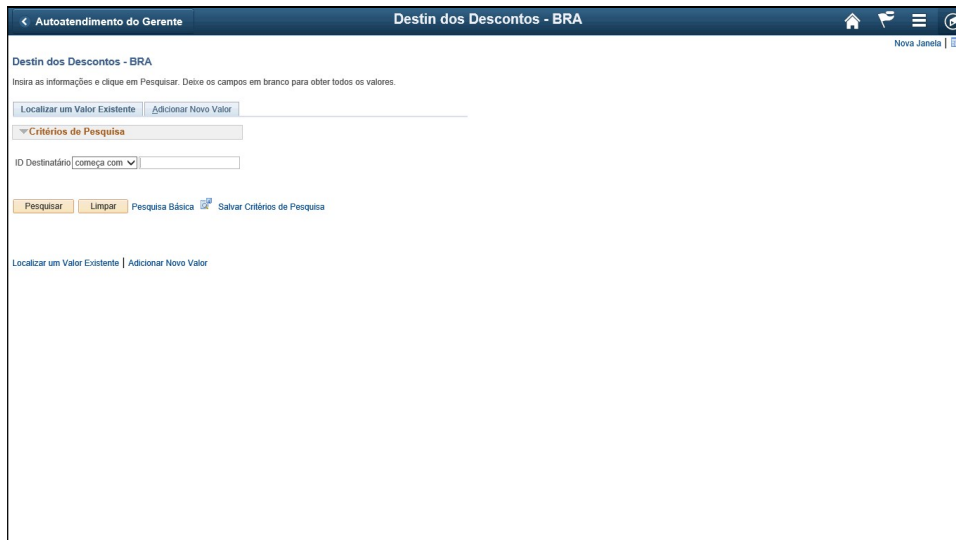 Autoatendimento do Gerente
Destin dos Descontos - BRA
Nova Janela |
Destin dos Descontos - BRA
Insira as informações e clique em Pesquisar. Deixe os campos em branco para obter todos os valores.
Localizar um Valor Existente Adicionar Novo Valor
Critérios de Pesquisa
ID Destinatário começa com
Pesquisar Limpar Pesquisa Básica Salvar Critérios de Pesquisa
Localizar um Valor Existente | Adicionar Novo Valor